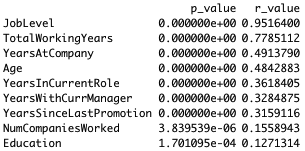 p_value r_value
JobLevel 0.000000e+00 0.9516400
TotalWorkingYears 0.000000e+00 0.7785112
YearsAtCompany 0.000000e+00 0.4913790
Age 0.000000e+00 0.4842883
YearsInCurrentRole 0.000000e+00 0.3618405
YearsWithCurrManager 0.000000e+00 0.3284875
YearsSinceLastPromotion 0.000000e+00 0.3159116
NumCompaniesWorked 3.839539e-06 0.1558943
Education 1.701095e-04 0.1271314